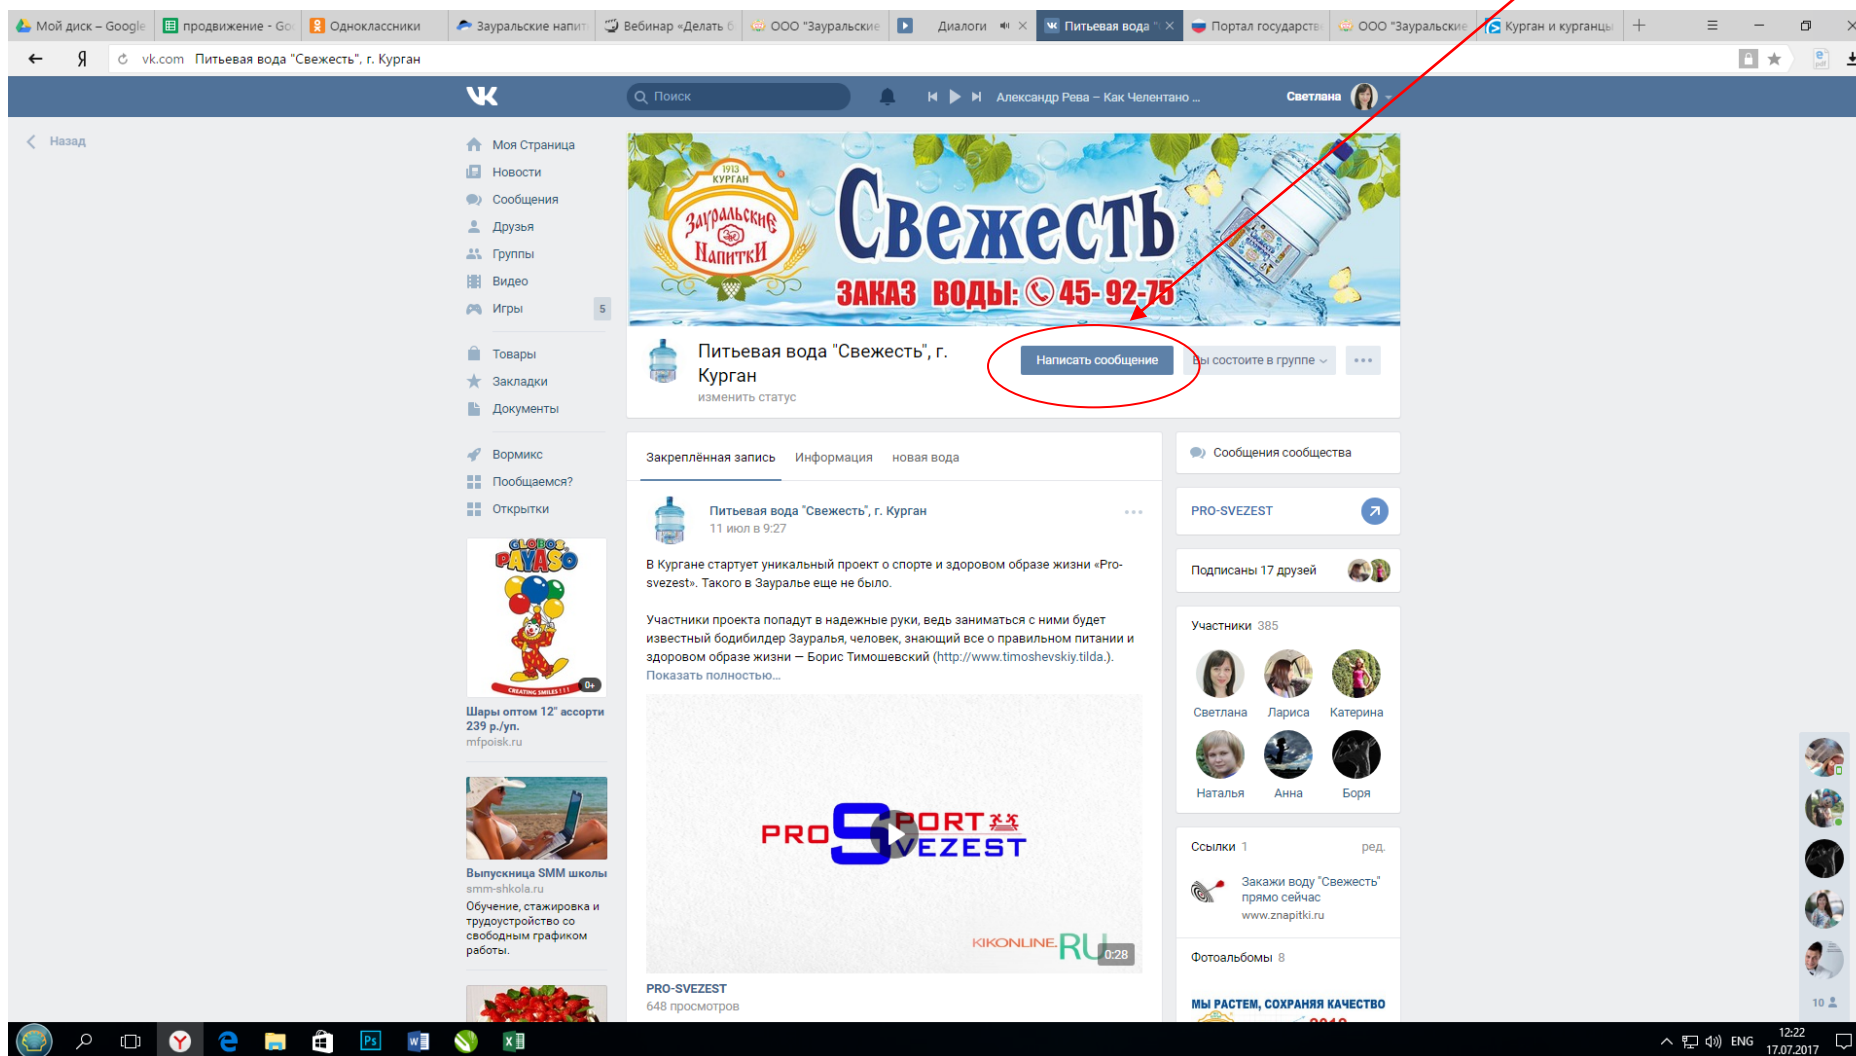 Мой диск – Google
продвижение - Goo
Одноклассники
Зауральские напит
Вебинар «Делать б
ООО "Зауральские
Диалоги
Питьевая вода "
Портал государств
ООО "Зауральские
Курган и курганцы
Я
vk.com Питьевая вода "Свежесть", г. Курган
Поиск
Александр Рева – Как Челентано ...
Светлана
Назад
Моя Страница
Новости
Сообщения
Друзья
Группы
Видео
Игры 5
Товары
Закладки
Документы
Вормикс
Пообщаемся?
Открытки
GLOBOS
PAYASO
CREATING SMILES !!!
0+
Шары оптом 12" ассорти
239 р./уп.
mfpoisk.ru
Выпускница SMM школы
smm-shkola.ru
Обучение, стажировка и
трудоустройство со
свободным графиком
работы.
1913
КУРГАН
Зауральские
Напитки
Свежесть
ЗАКАЗ ВОДЫ: 45-92-75
Питьевая вода "Свежесть", г.
Курган
изменить статус
Написать сообщение
Вы состоите в группе
Закреплённая запись Информация новая вода
Питьевая вода "Свежесть", г. Курган
11 июл в 9:27
В Кургане стартует уникальный проект о спорте и здоровом образе жизни «Pro-
svezest». Такого в Зауралье еще не было.
Участники проекта попадут в надежные руки, ведь заниматься с ними будет
известный бодибилдер Зауралья, человек, знающий все о правильном питании и
здоровом образе жизни — Борис Тимошевский (http://www.timoshevskiy.tilda.).
Показать полностью...
PRO SPORT
SVEZEST
KIKONLINE.RU
0:28
PRO-SVEZEST
648 просмотров
Сообщения сообщества
PRO-SVEZEST
Подписаны 17 друзей
Участники 385
Светлана Лариса Катерина
Наталья Анна Боря
Ссылки 1 ред.
Закажи воду "Свежесть"
прямо сейчас
www.znapitki.ru
Фотоальбомы 8
МЫ РАСТЕМ, СОХРАНЯЯ КАЧЕСТВО
10
ENG
12:22
17.07.2017